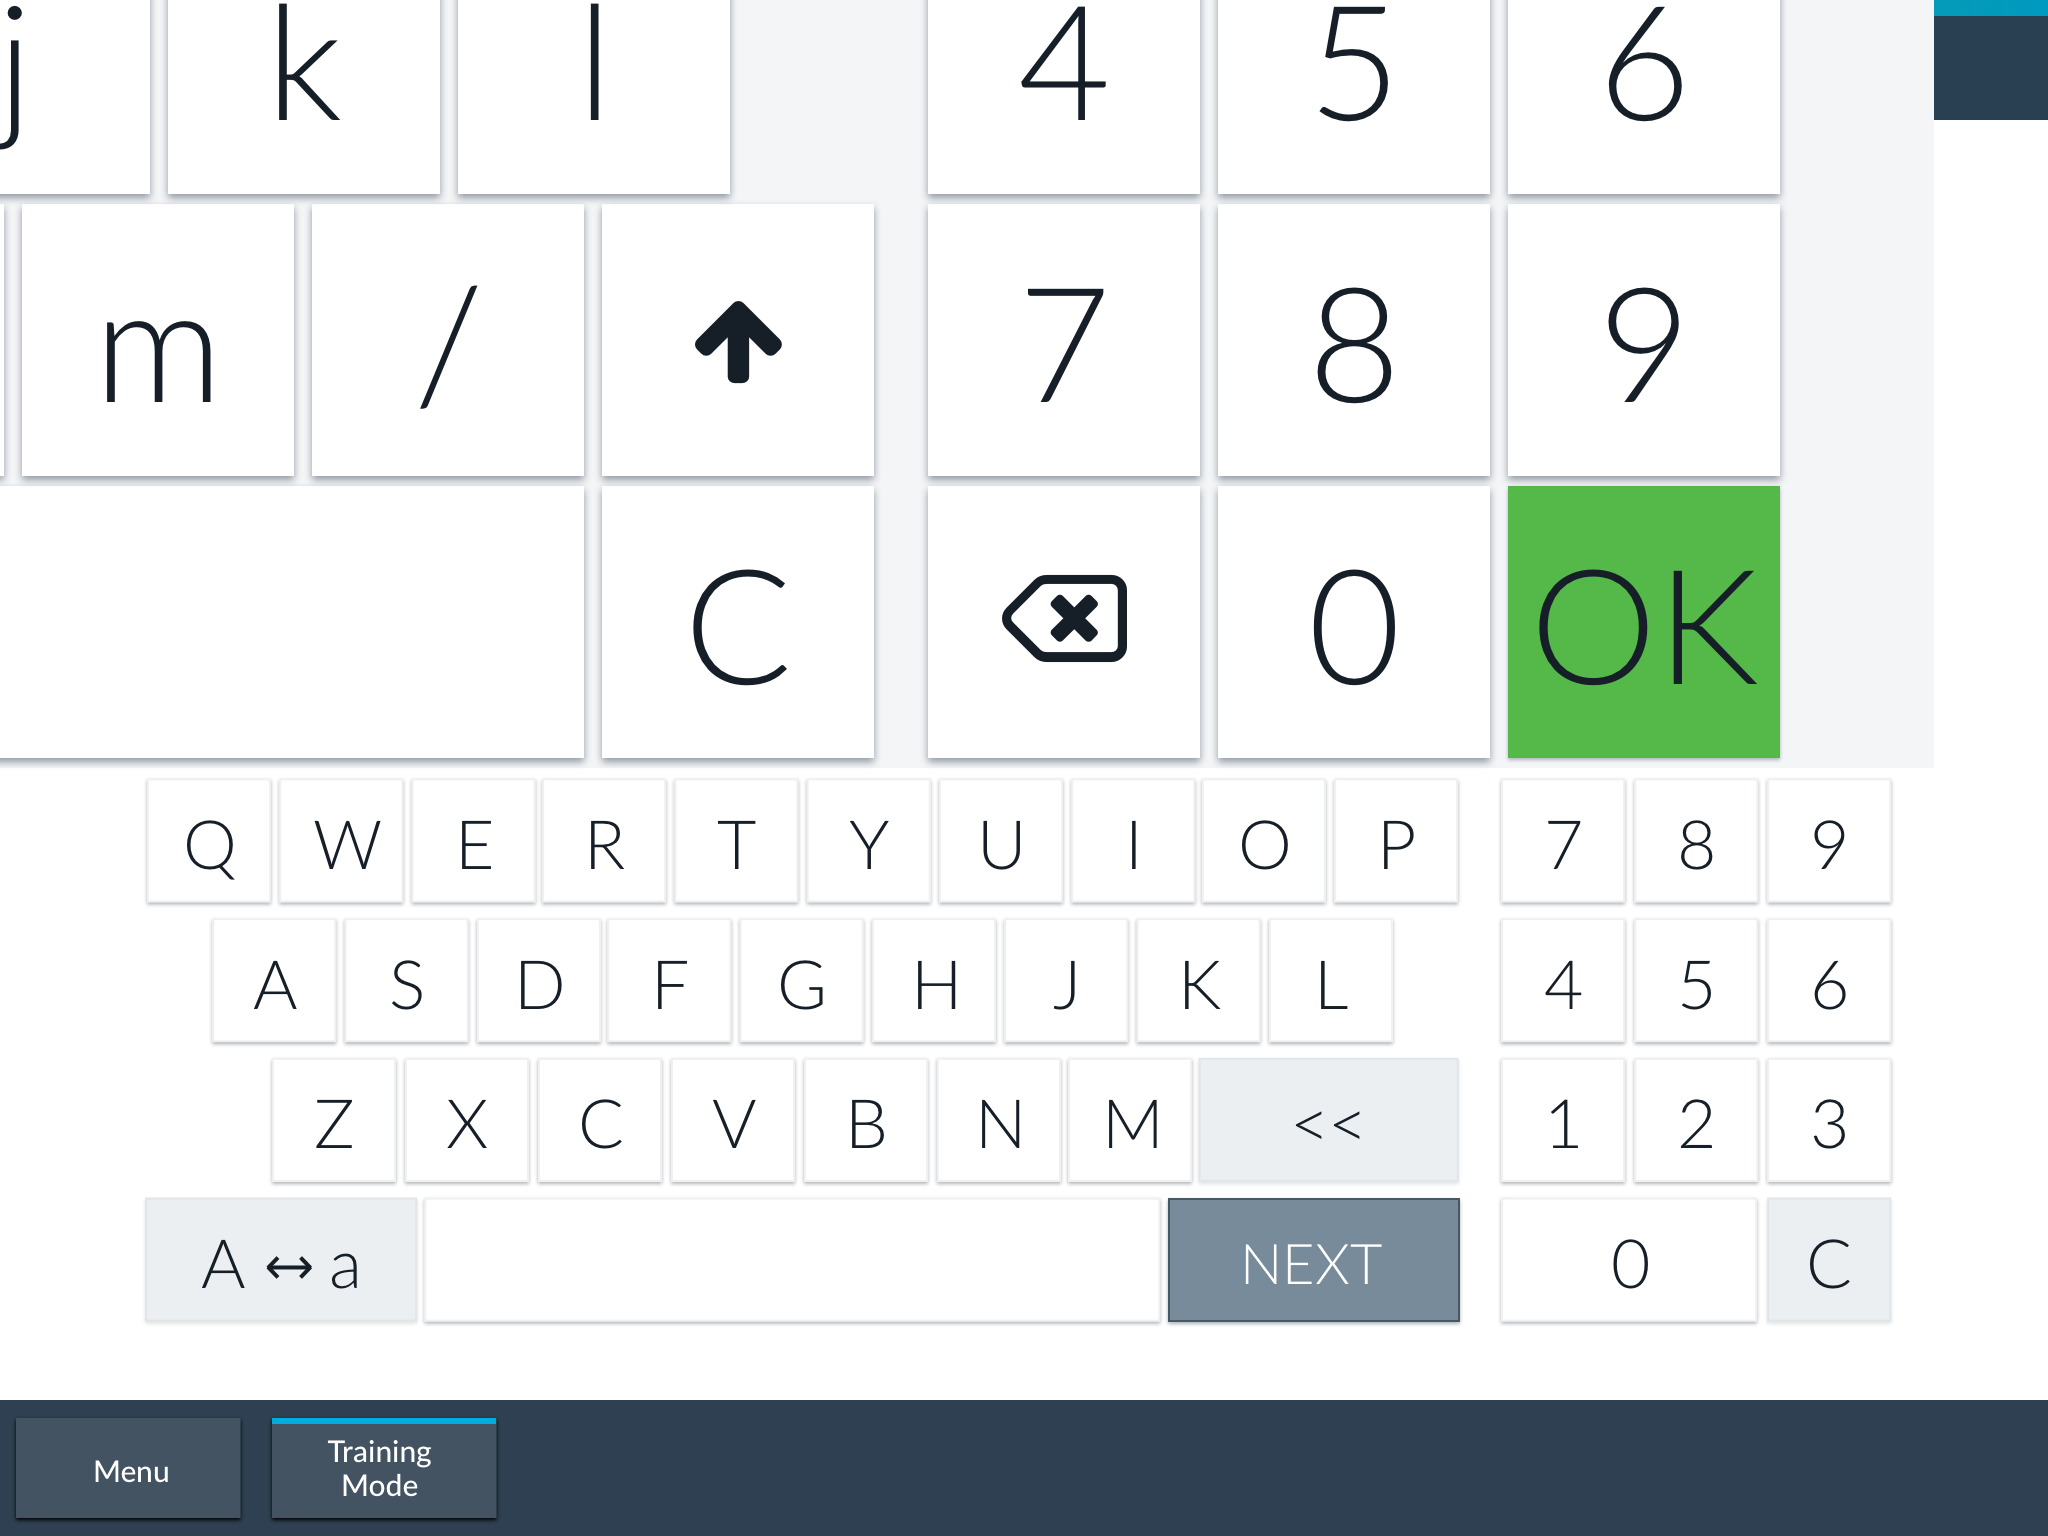 j k l 4 5 6
m / 7 8 9
C 0 OK
Q W E R T Y U I O P 7 8 9
A S D F G H J K L 4 5 6
Z X C V B N M << 1 2 3
A ↔ a NEXT 0 C
Menu
Training
Mode